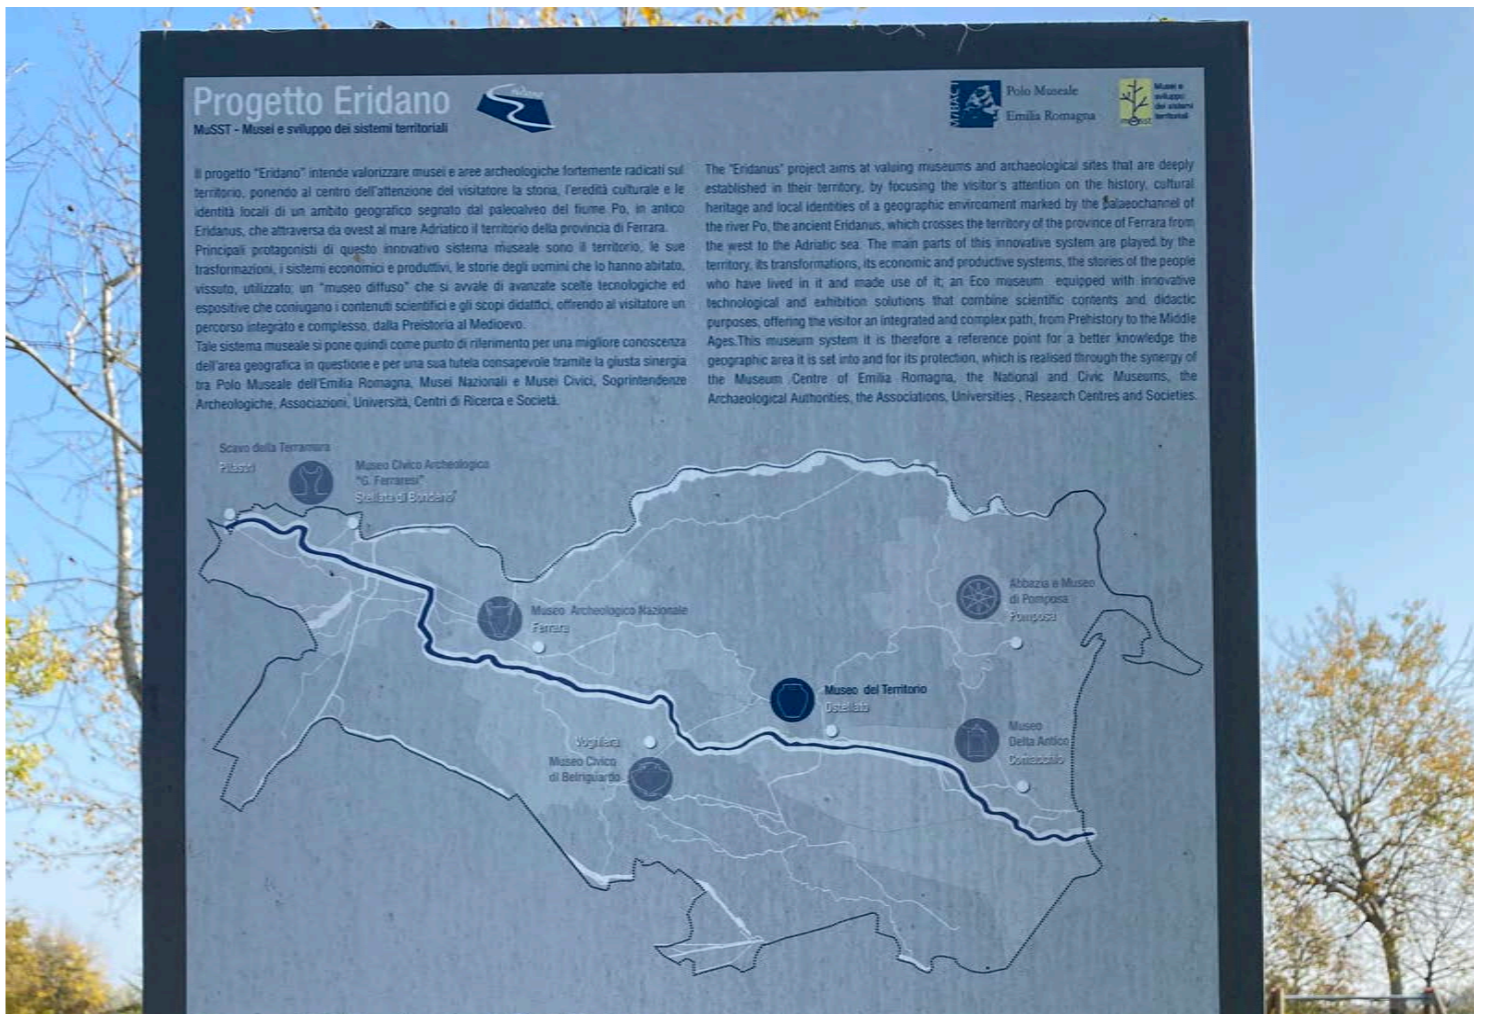 Progetto Eridano
MuSST - Musei e sviluppo dei sistemi territoriali
eridano
MiBACT
Polo Museale
Emilia Romagna
Musei e
sviluppo
dei sistemi
territoriali
musst
Il progetto "Eridano" intende valorizzare musei e aree archeologiche fortemente radicati sul
territorio, ponendo al centro dell'attenzione del visitatore la storia, l'eredità culturale e le
identità locali di un ambito geografico segnato dal paleoalveo del fiume Po, in antico
Eridanus, che attraversa da ovest al mare Adriatico il territorio della provincia di Ferrara.
Principali protagonisti di questo innovativo sistema museale sono il territorio, le sue
trasformazioni, i sistemi economici e produttivi, le storie degli uomini che lo hanno abitato,
vissuto, utilizzato; un "museo diffuso" che si avvale di avanzate scelte tecnologiche ed
espositive che coniugano i contenuti scientifici e gli scopi didattici, offrendo al visitatore un
percorso integrato e complesso, dalla Preistoria al Medioevo.
Tale sistema museale si pone quindi come punto di riferimento per una migliore conoscenza
dell'area geografica in questione e per una sua tutela consapevole tramite la giusta sinergia
tra Polo Museale dell'Emilia Romagna, Musei Nazionali e Musei Civici, Soprintendenze
Archeologiche, Associazioni, Università, Centri di Ricerca e Società.
The "Eridanus" project aims at valuing museums and archaeological sites that are deeply
established in their territory, by focusing the visitor's attention on the history, cultural
heritage and local identities of a geographic environment marked by the palaeochannel of
the river Po, the ancient Eridanus, which crosses the territory of the province of Ferrara from
the west to the Adriatic sea. The main parts of this innovative system are played by the
territory, its transformations, its economic and productive systems, the stories of the people
who have lived in it and made use of it; an Eco museum equipped with innovative
technological and exhibition solutions that combine scientific contents and didactic
purposes, offering the visitor an integrated and complex path, from Prehistory to the Middle
Ages.This museum system it is therefore a reference point for a better knowledge the
geographic area it is set into and for its protection, which is realised through the synergy of
the Museum Centre of Emilia Romagna, the National and Civic Museums, the
Archaeological Authorities, the Associations, Universities , Research Centres and Societies.
Scavo della Terramara
Pilastri
Museo Civico Archeologico
"G. Ferraresi"
Stellata di Bondeno
Museo Archeologico Nazionale
Ferrara
Abbazia e Museo
di Pomposa
Pomposa
Museo del Territorio
Ostellato
Voghiera
Museo Civico
di Belriguardo
Museo
Delta Antico
Comacchio